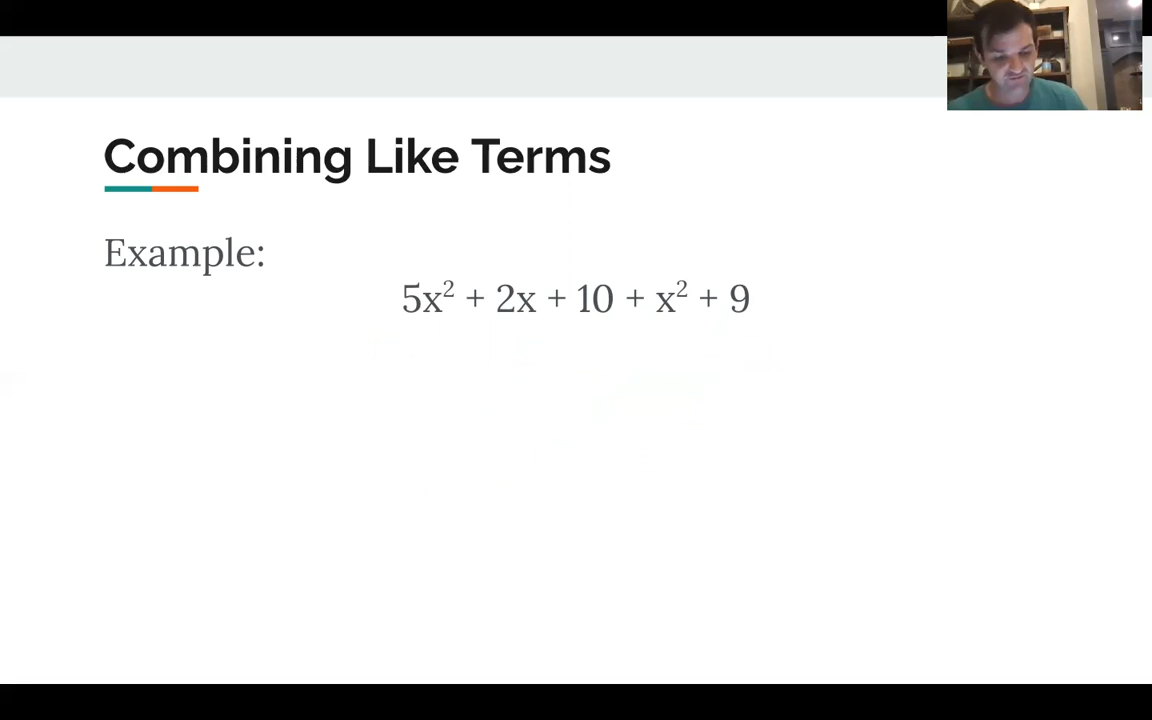 Combining Like Terms
Example:
5x² + 2x + 10 + x² + 9